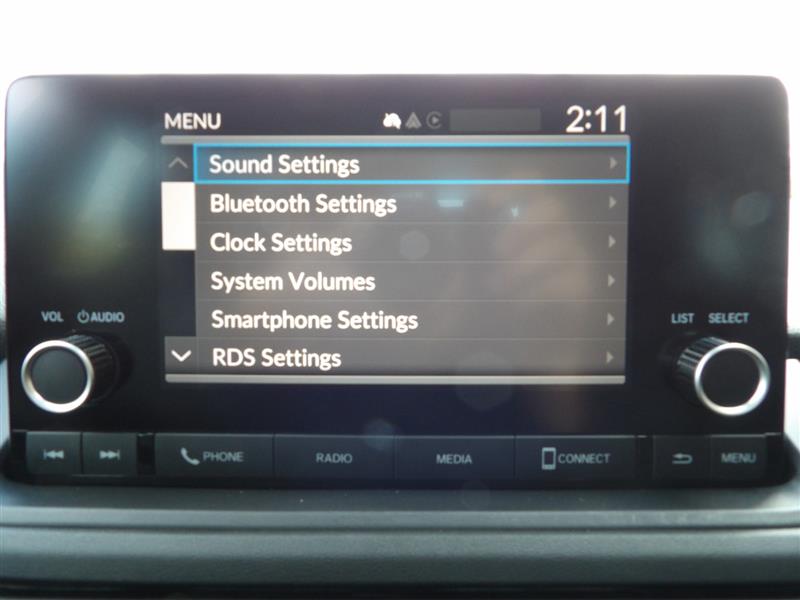 MENU 2:11
Sound Settings
Bluetooth Settings
Clock Settings
System Volumes
Smartphone Settings
RDS Settings
VOL AUDIO
LIST SELECT
PHONE RADIO MEDIA CONNECT MENU